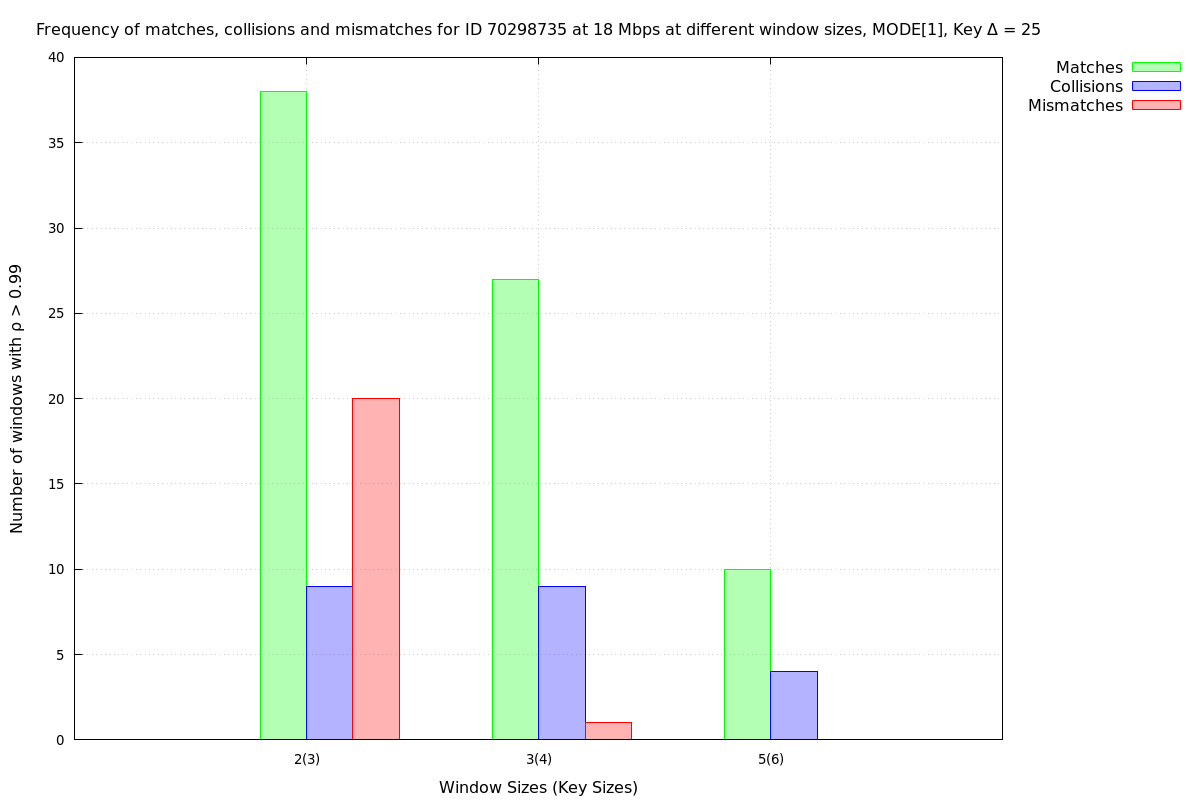 Frequency of matches, collisions and mismatches for ID 70298735 at 18 Mbps at different window sizes, MODE[1], Key Δ = 25
Matches
Collisions
Mismatches
Number of windows with ρ > 0.99
40
35
30
25
20
15
10
5
0
2(3) 3(4) 5(6)
Window Sizes (Key Sizes)